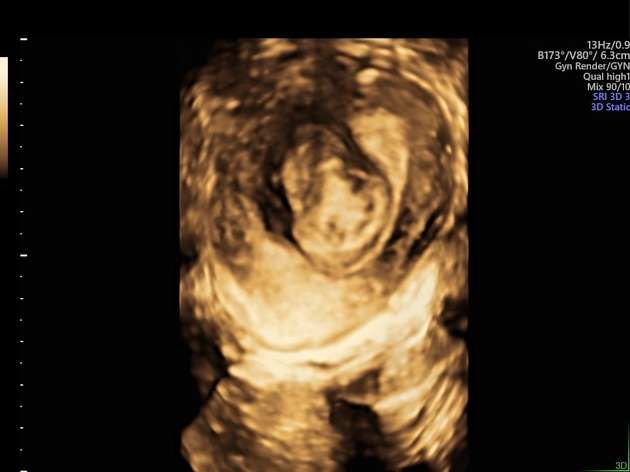 13Hz/0.9
B173°/V80°/ 6.3cm
Gyn Render/GYN
Qual high1
Mix 90/10
SRI 3D 3
3D Static
3D